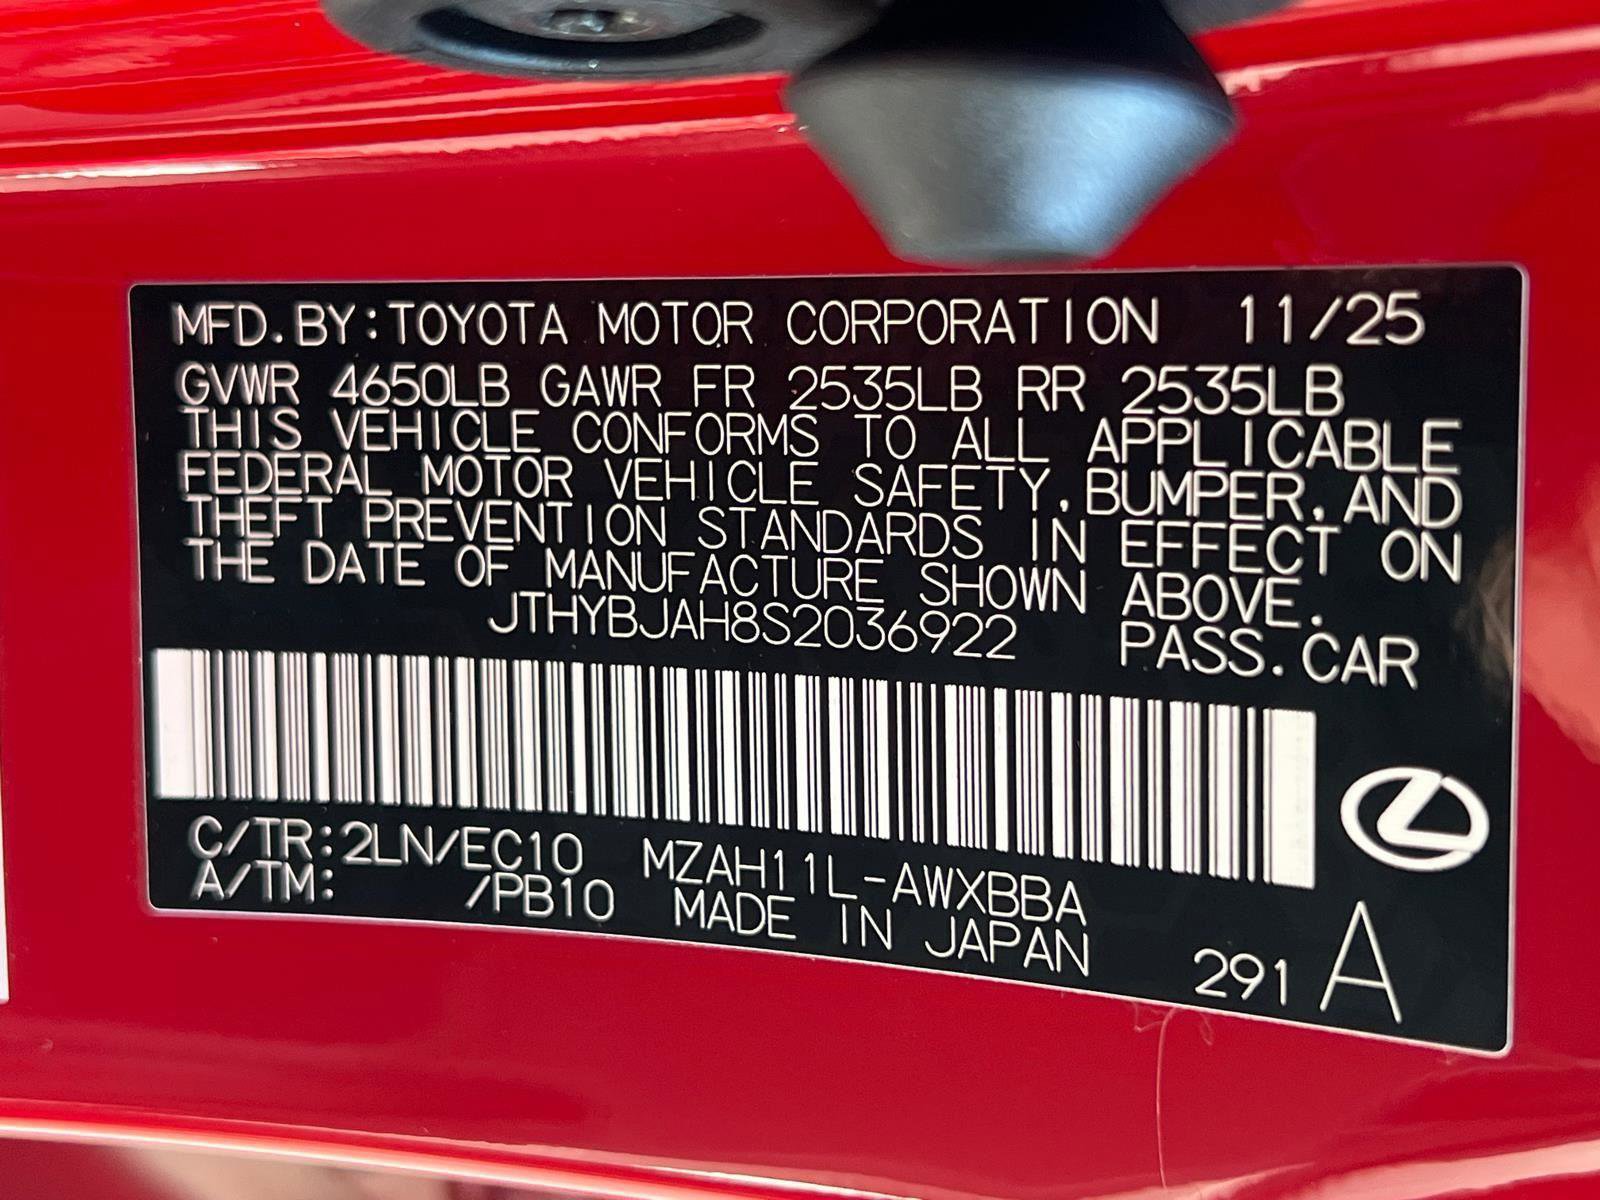 MFD.BY:TOYOTA MOTOR CORPORATION 11/25
GVWR 4650LB GAWR FR 2535LB RR 2535LB
THIS VEHICLE CONFORMS TO ALL APPLICABLE
FEDERAL MOTOR VEHICLE SAFETY,BUMPER,AND
THEFT PREVENTION STANDARDS IN EFFECT ON
THE DATE OF MANUFACTURE SHOWN ABOVE.
JTHYBJAH8S2036922 PASS.CAR
C/TR:2LN/EC10 MZAH11L-AWXBBA
A/TM: /PB10 MADE IN JAPAN
291 A